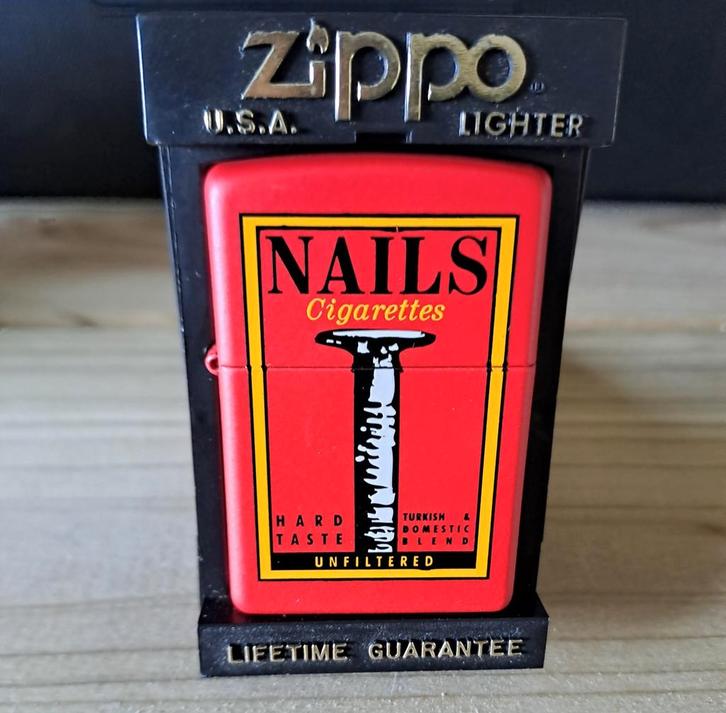 Zippo®
U.S.A. LIGHTER
NAILS
Cigarettes
HARD
TASTE
TURKISH &
DOMESTIC
BLEND
UNFILTERED
LIFETIME GUARANTEE